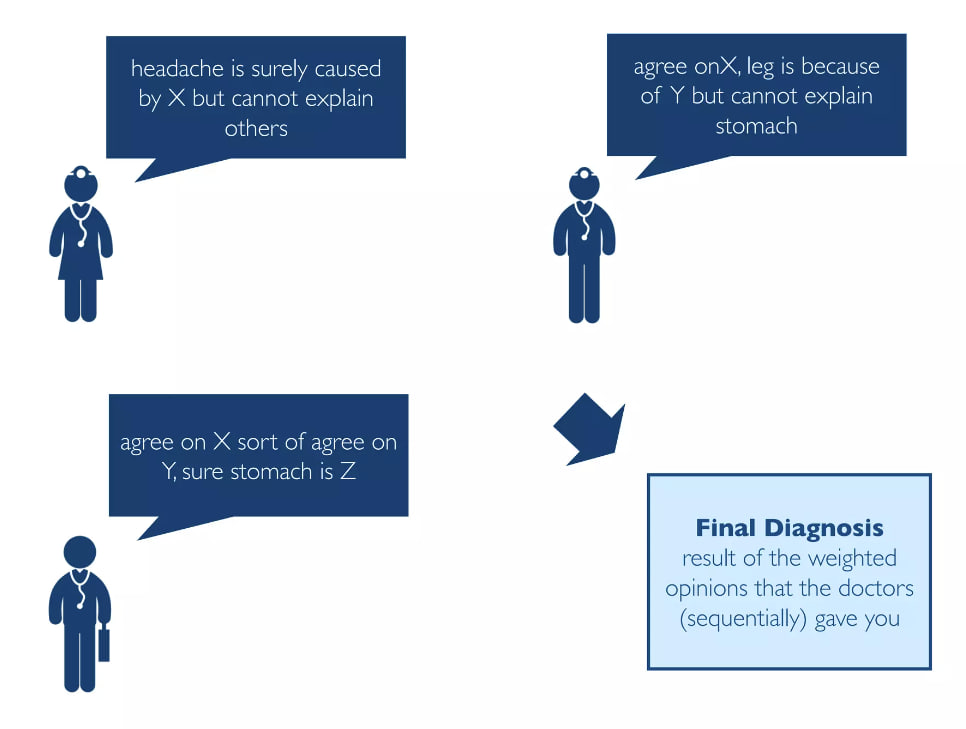 headache is surely caused
by X but cannot explain
others
agree onX, leg is because
of Y but cannot explain
stomach
agree on X sort of agree on
Y, sure stomach is Z
Final Diagnosis
result of the weighted
opinions that the doctors
(sequentially) gave you